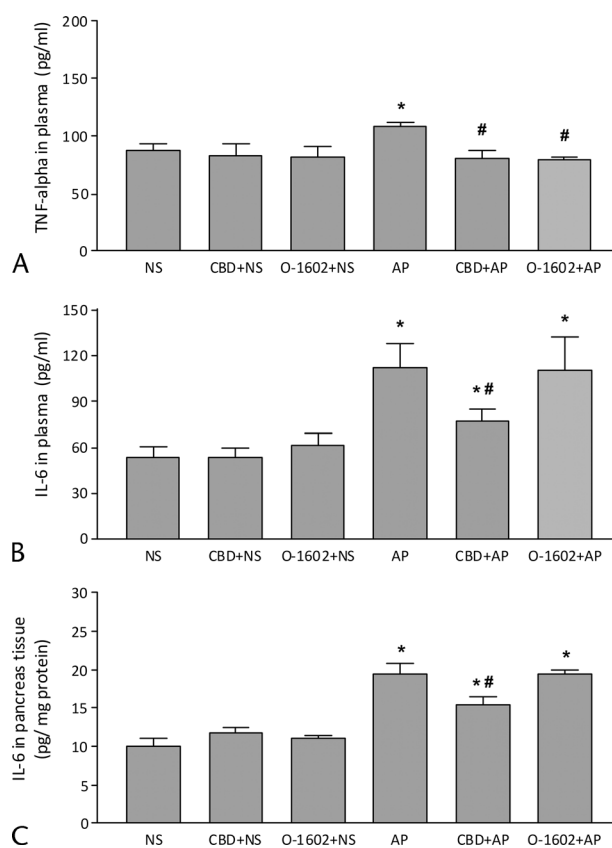 TNF-alpha in plasma (pg/ml)
200
150
100
50
0
*
#
#
NS CBD+NS O-1602+NS AP CBD+AP O-1602+AP
A
IL-6 in plasma (pg/ml)
150
120
90
60
30
0
*
*#
*
NS CBD+NS O-1602+NS AP CBD+AP O-1602+AP
B
IL-6 in pancreas tissue
(pg/ mg protein)
30
25
20
15
10
5
0
*
*#
*
NS CBD+NS O-1602+NS AP CBD+AP O-1602+AP
C